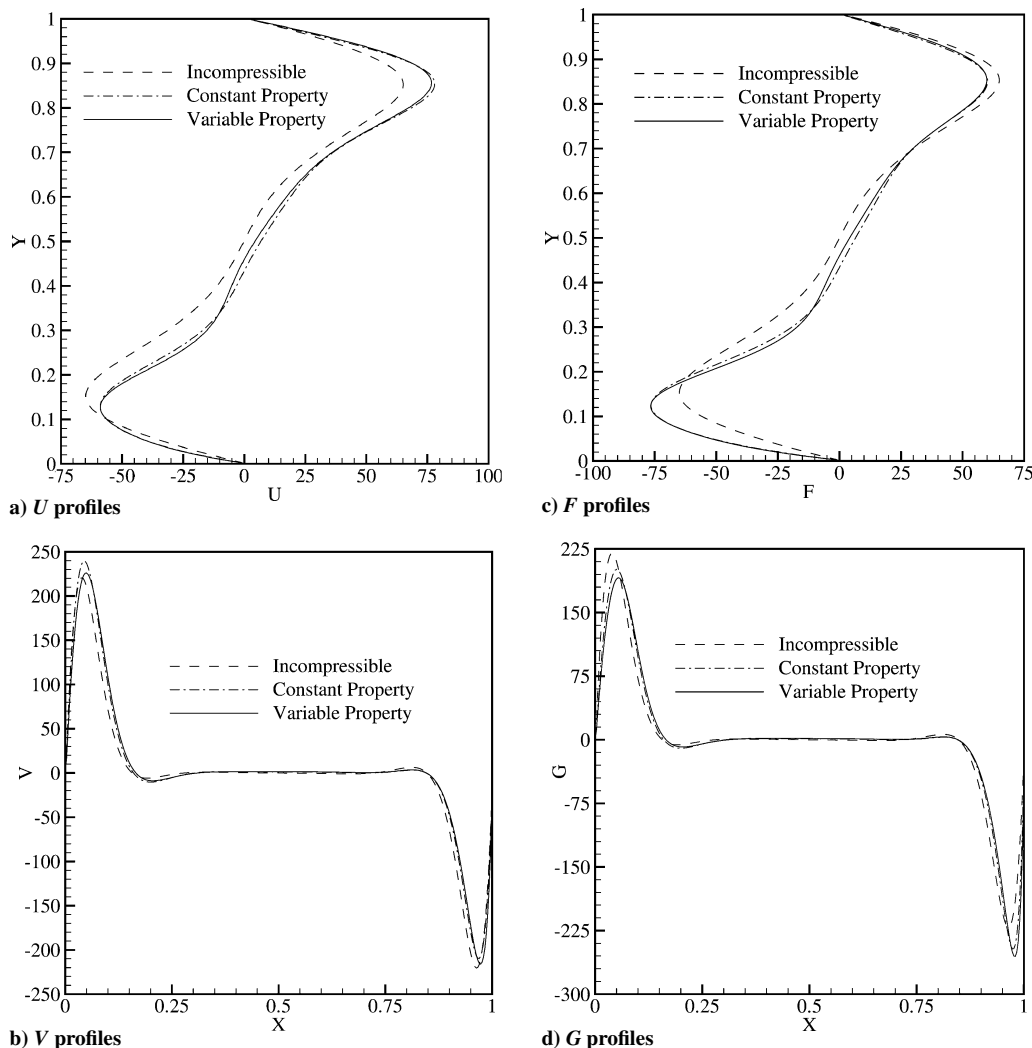 1
0.9
0.8
0.7
0.6
0.5
0.4
0.3
0.2
0.1
0
Y
Incompressible
Constant Property
Variable Property
-75 -50 -25 0 25 50 75 100
U
a) U profiles
1
0.9
0.8
0.7
0.6
0.5
0.4
0.3
0.2
0.1
0
Y
Incompressible
Constant Property
Variable Property
-100 -75 -50 -25 0 25 50 75
F
c) F profiles
250
200
150
100
50
0
-50
-100
-150
-200
-250
V
Incompressible
Constant Property
Variable Property
0 0.25 0.5 0.75 1
X
b) V profiles
225
150
75
0
-75
-150
-225
-300
G
Incompressible
Constant Property
Variable Property
0 0.25 0.5 0.75 1
X
d) G profiles